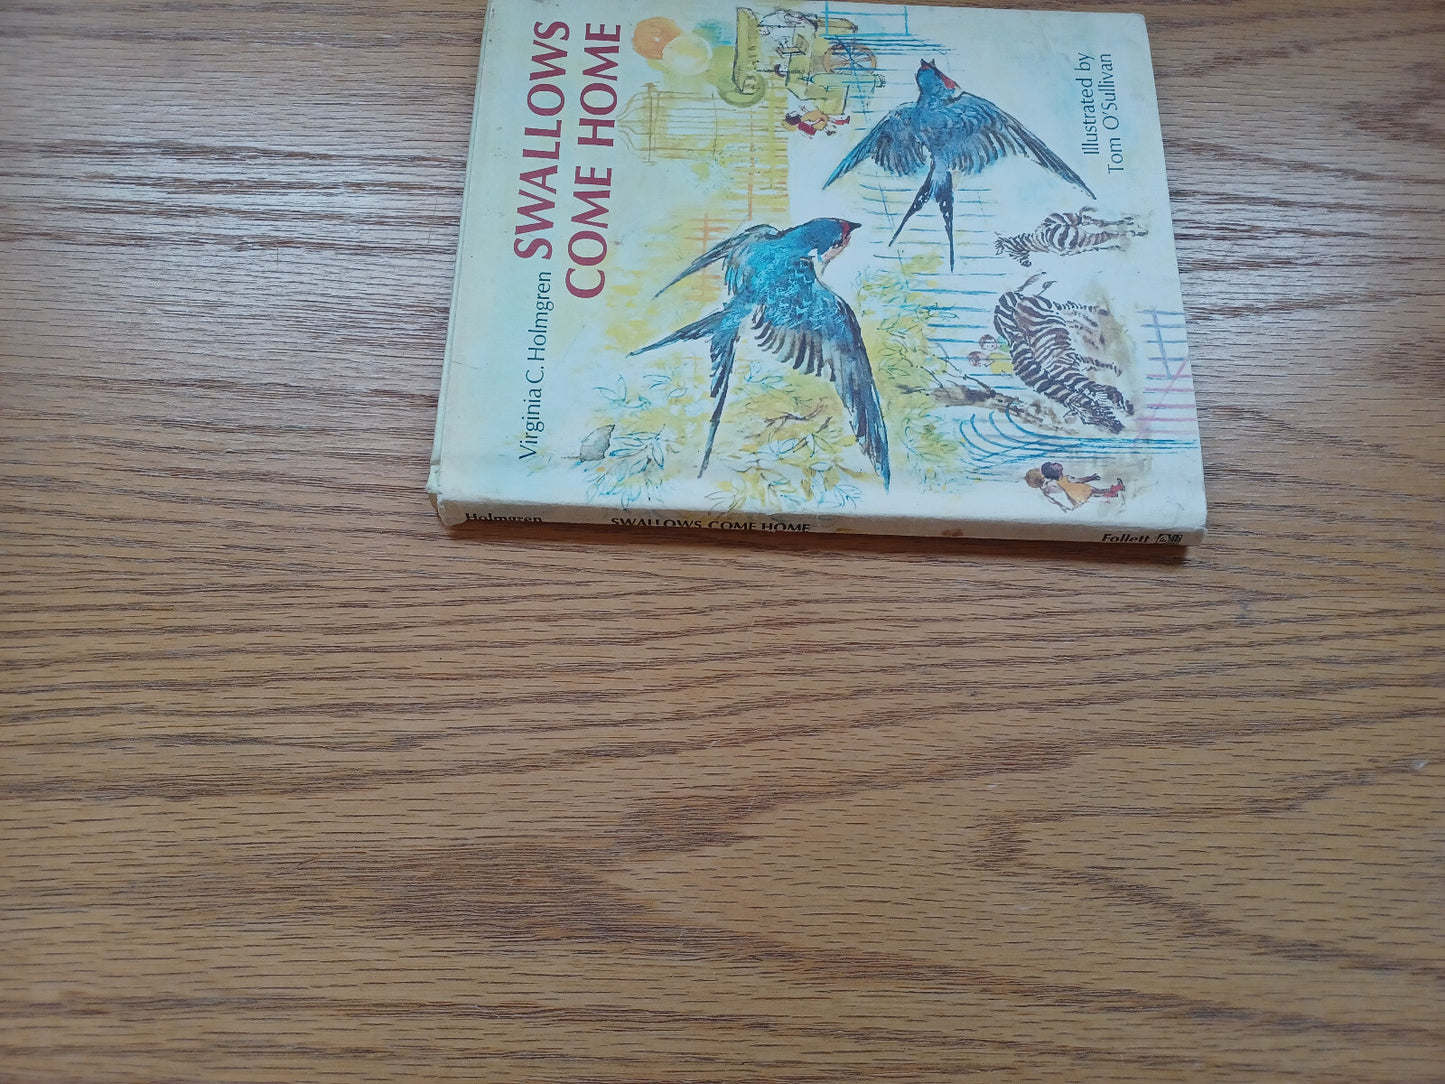 Virginia C. Holmgren
SWALLOWS
COME HOME
Illustrated by
Tom O'Sullivan
Holmgren
SWALLOWS COME HOME
Follett